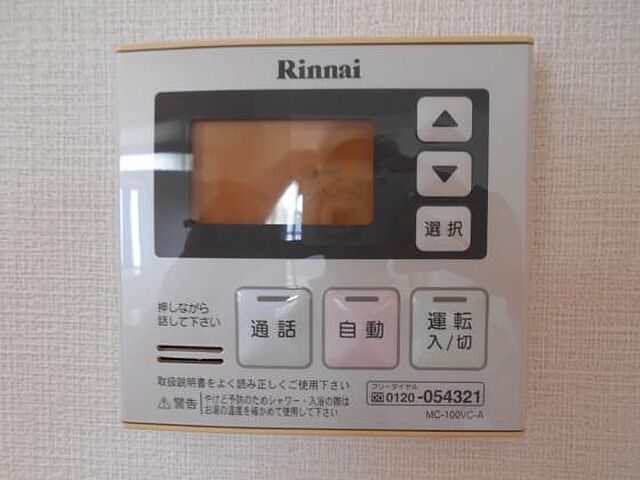 Rinnai
▲
▼
選択
押しながら
話して下さい
通話
自動
運転
入/切
取扱説明書をよく読み正しくご使用下さい
⚠警告
やけど予防のためシャワー・入浴の際は
お湯の温度を確かめて使用して下さい
フリーダイヤル
0120-054321
MC-100VC-A